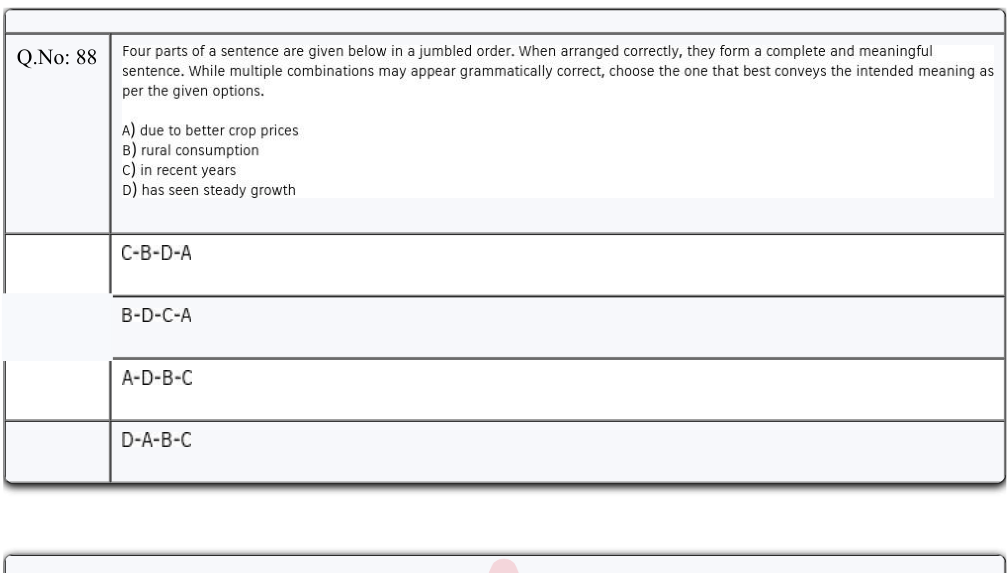 Q.No: 88
Four parts of a sentence are given below in a jumbled order. When arranged correctly, they form a complete and meaningful
sentence. While multiple combinations may appear grammatically correct, choose the one that best conveys the intended meaning as
per the given options.
A) due to better crop prices
B) rural consumption
C) in recent years
D) has seen steady growth
C-B-D-A
B-D-C-A
A-D-B-C
D-A-B-C